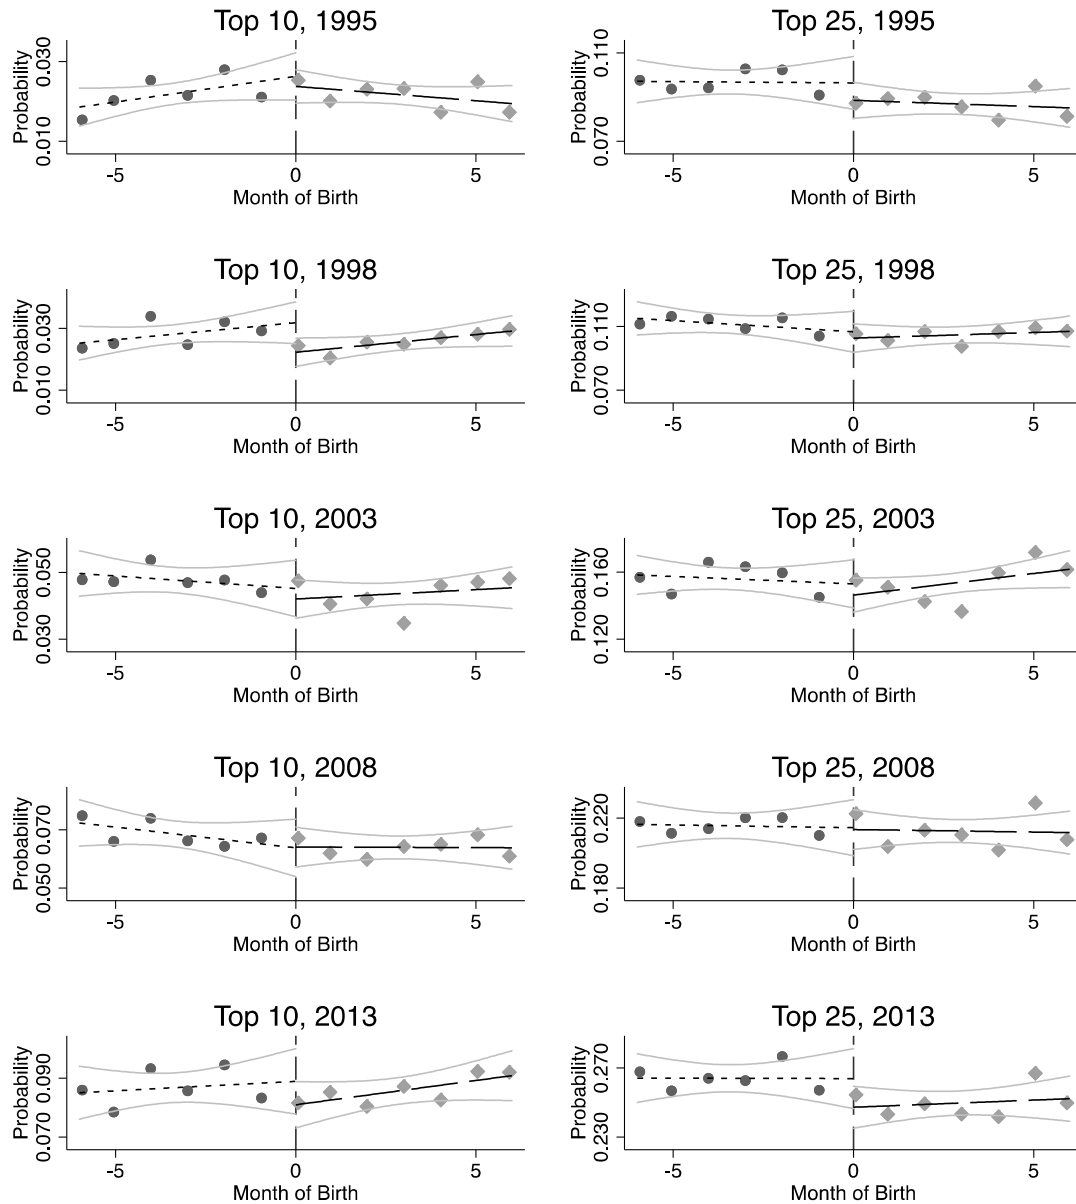 Top 10, 1995
Probability
0.010 0.030
-5 0 5
Month of Birth
Top 25, 1995
Probability
0.070 0.110
-5 0 5
Month of Birth
Top 10, 1998
Probability
0.010 0.030
-5 0 5
Month of Birth
Top 25, 1998
Probability
0.070 0.110
-5 0 5
Month of Birth
Top 10, 2003
Probability
0.030 0.050
-5 0 5
Month of Birth
Top 25, 2003
Probability
0.120 0.160
-5 0 5
Month of Birth
Top 10, 2008
Probability
0.050 0.070
-5 0 5
Month of Birth
Top 25, 2008
Probability
0.180 0.220
-5 0 5
Month of Birth
Top 10, 2013
Probability
0.070 0.090
-5 0 5
Month of Birth
Top 25, 2013
Probability
0.230 0.270
-5 0 5
Month of Birth